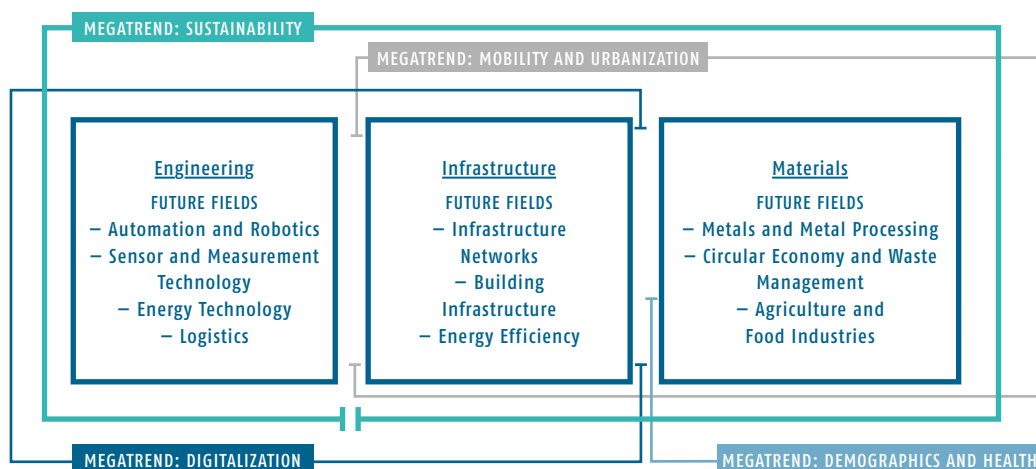 MEGATREND: SUSTAINABILITY
MEGATREND: MOBILITY AND URBANIZATION
Engineering
FUTURE FIELDS
– Automation and Robotics
– Sensor and Measurement
Technology
– Energy Technology
– Logistics
Infrastructure
FUTURE FIELDS
– Infrastructure
Networks
– Building
Infrastructure
– Energy Efficiency
Materials
FUTURE FIELDS
– Metals and Metal Processing
– Circular Economy and Waste
Management
– Agriculture and
Food Industries
MEGATREND: DIGITALIZATION
MEGATREND: DEMOGRAPHICS AND HEALTH